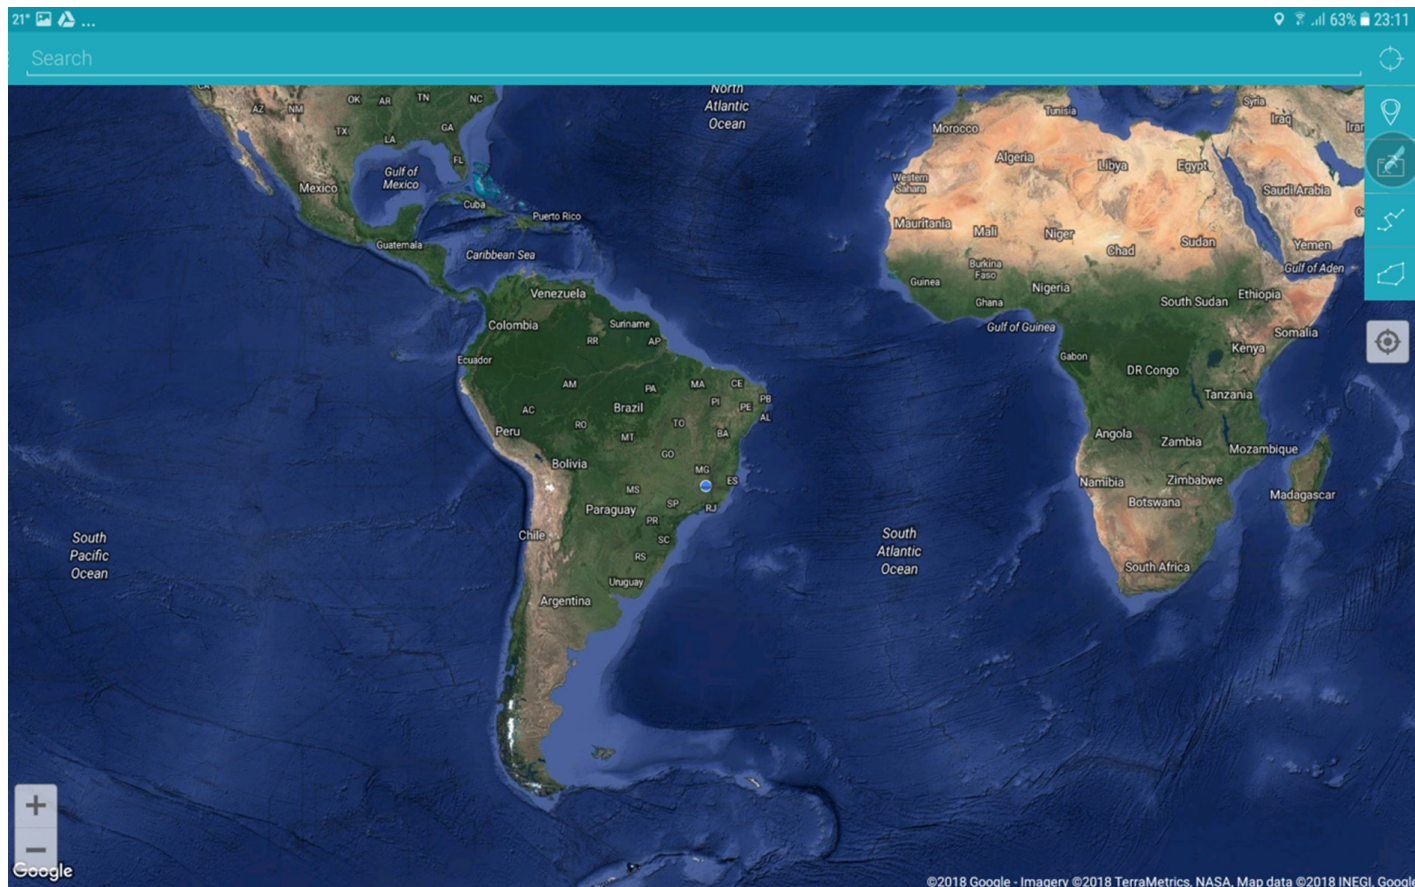 21°
...
63%
23:11
Search
CA
AZ
NM
OK
AR
TN
NC
TX
LA
GA
FL
North
Atlantic
Ocean
Gulf of
Mexico
Mexico
Cuba
Puerto Rico
Guatemala
Caribbean Sea
Venezuela
Colombia
Suriname
RR
AP
Ecuador
AM
PA
MA
CE
PI
PB
PE
AC
Brazil
AL
RO
TO
Peru
MT
BA
GO
Bolivia
MG
ES
MS
SP
Paraguay
RJ
PR
Chile
SC
RS
Uruguay
Argentina
South
Pacific
Ocean
South
Atlantic
Ocean
Morocco
Tunisia
Syria
Iraq
Iran
Algeria
Libya
Egypt
Western
Sahara
Saudi Arabia
Mauritania
Mali
Niger
Chad
Sudan
Yemen
Burkina
Faso
Gulf of Aden
Guinea
Nigeria
Ethiopia
Ghana
South Sudan
Gulf of Guinea
Somalia
Kenya
Gabon
DR Congo
Tanzania
Angola
Zambia
Mozambique
Namibia
Zimbabwe
Botswana
Madagascar
South Africa
+
−
Google
©2018 Google - Imagery ©2018 TerraMetrics, NASA, Map data ©2018 INEGI, Google